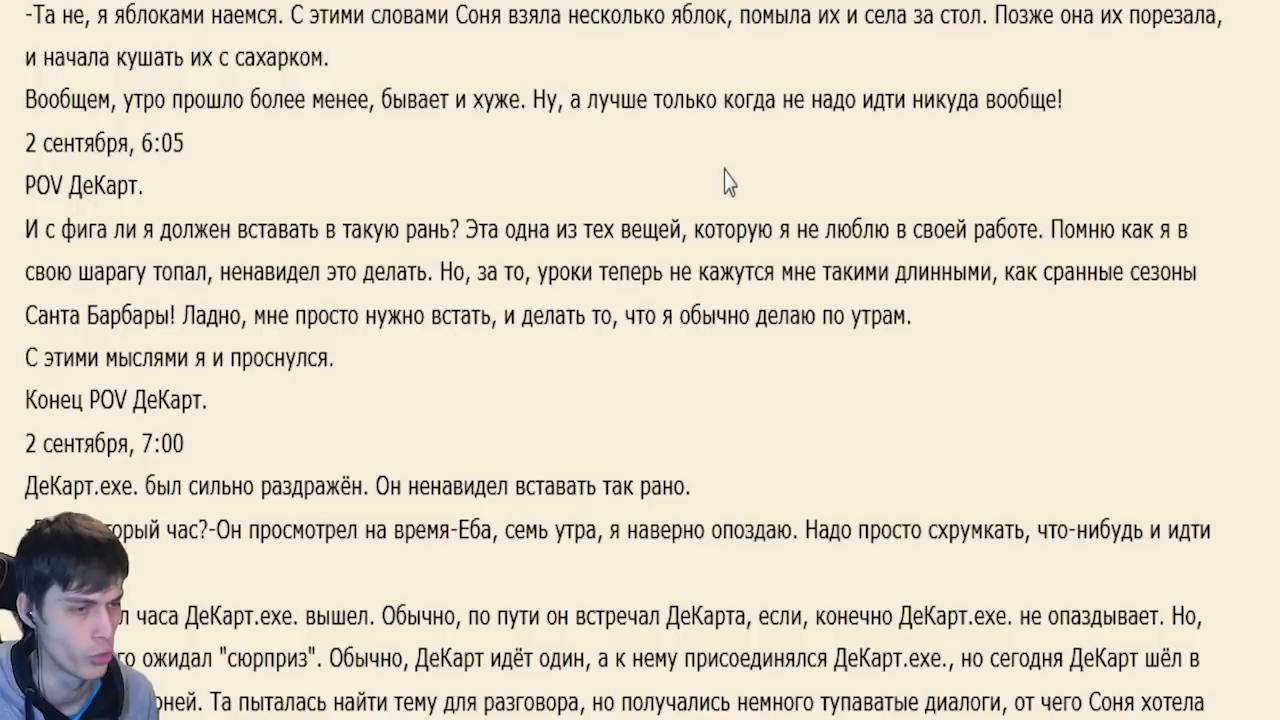 -Та не, я яблоками наемся. С этими словами Соня взяла несколько яблок, помыла их и села за стол. Позже она их порезала,
и начала кушать их с сахарком.
Вообщем, утро прошло более менее, бывает и хуже. Ну, а лучше только когда не надо идти никуда вообще!
2 сентября, 6:05
POV ДеКарт.
И с фига ли я должен вставать в такую рань? Эта одна из тех вещей, которую я не люблю в своей работе. Помню как я в
свою шарагу топал, ненавидел это делать. Но, за то, уроки теперь не кажутся мне такими длинными, как сранные сезоны
Санта Барбары! Ладно, мне просто нужно встать, и делать то, что я обычно делаю по утрам.
С этими мыслями я и проснулся.
Конец POV ДеКарт.
2 сентября, 7:00
ДеКарт.exe. был сильно раздражён. Он ненавидел вставать так рано.
час?-Он просмотрел на время-Еба, семь утра, я наверно опоздаю. Надо просто схрумкать, что-нибудь и идти
часа ДеКарт.exe. вышел. Обычно, по пути он встречал ДеКарта, если, конечно ДеКарт.exe. не опаздывает. Но,
ожидал "сюрприз". Обычно, ДеКарт идёт один, а к нему присоединялся ДеКарт.exe., но сегодня ДеКарт шёл в
Та пыталась найти тему для разговора, но получались немного тупаватые диалоги, от чего Соня хотела